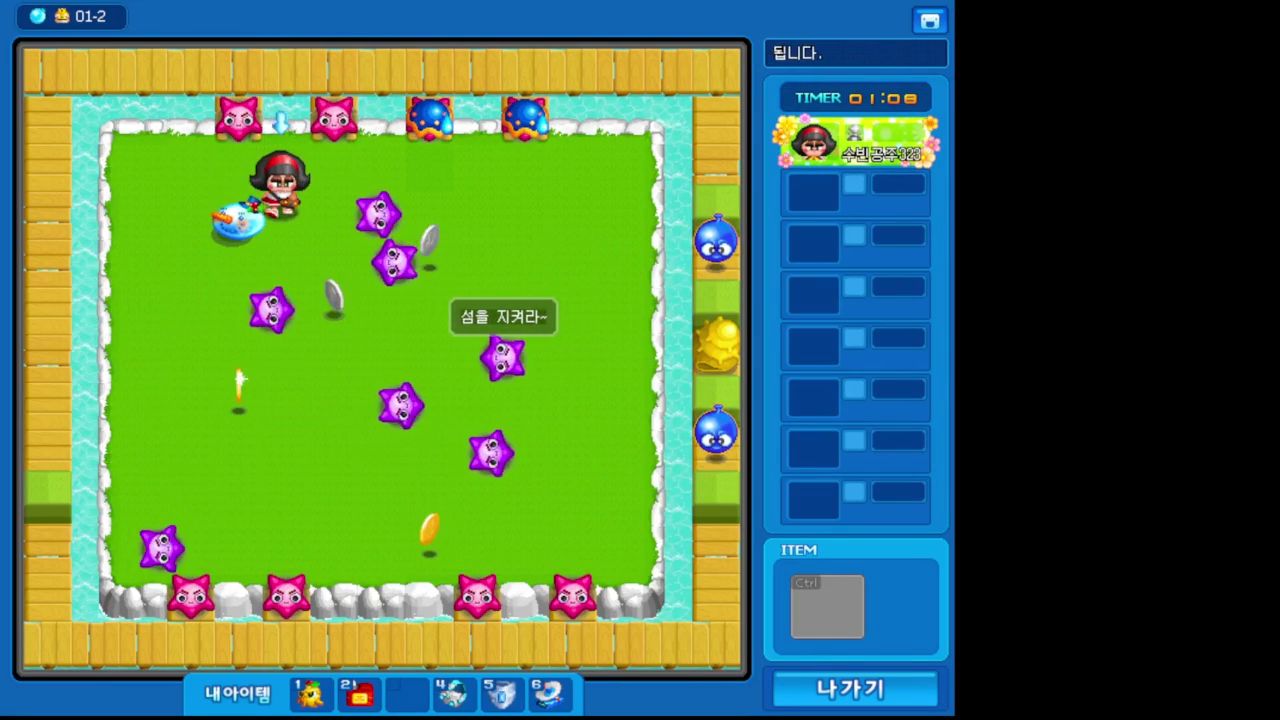 01-2
됩니다.
TIMER 01:08
수빈공주023
섬을 지켜라~
ITEM
Ctrl
내아이템
1
2
4
5
6
나가기